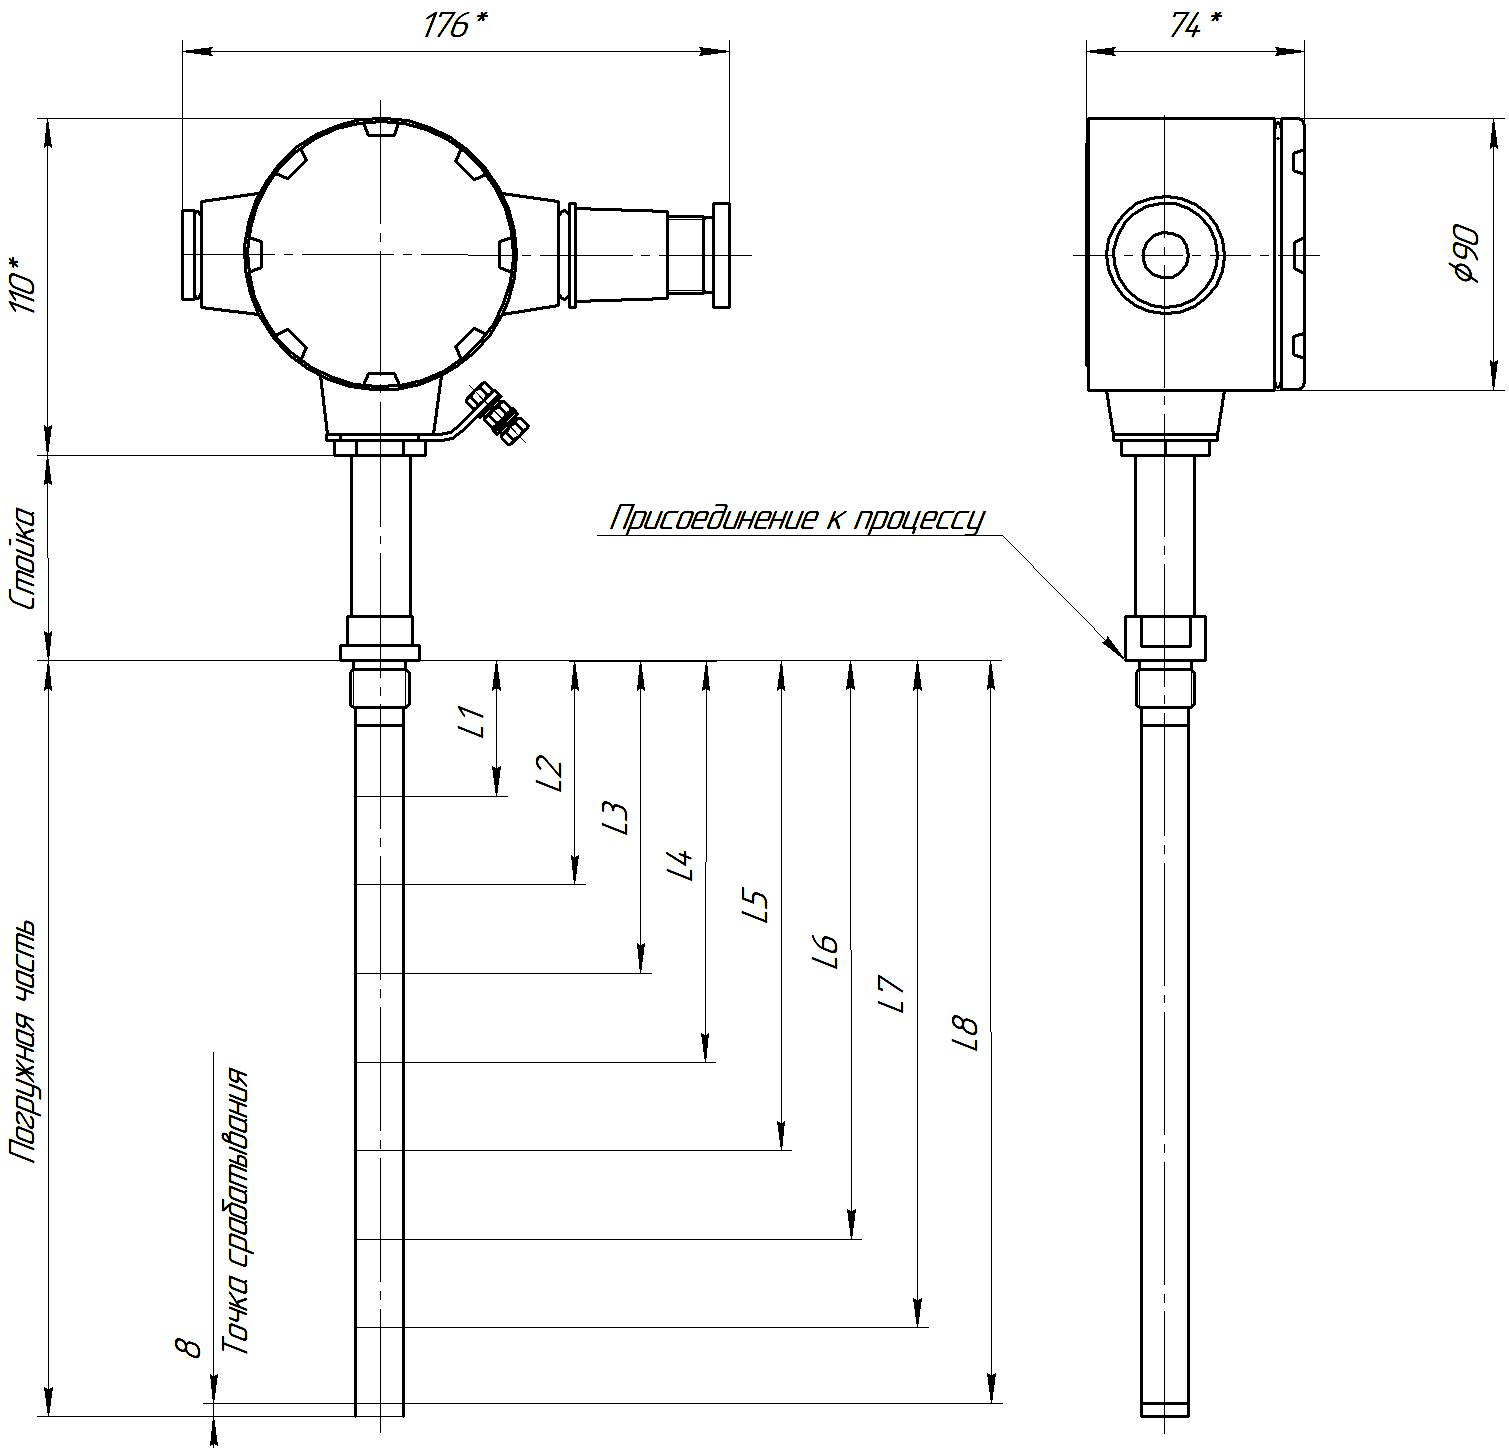 176*
74*
110*
ϕ90
Стойка
Присоединение к процессу
L1
L2
L3
L4
L5
L6
L7
L8
Погружная часть
8
Точка срабатывания